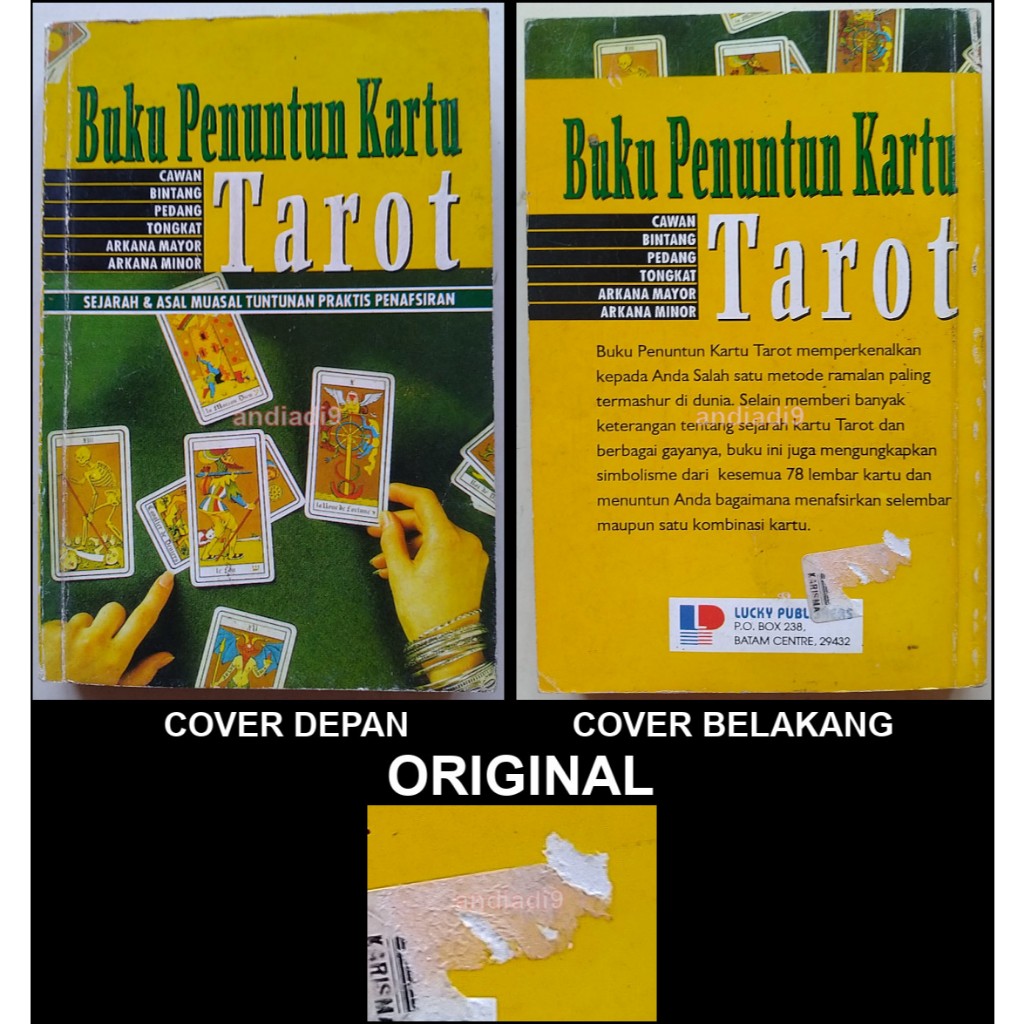 Buku Penuntun Kartu
Tarot
CAWAN
BINTANG
PEDANG
TONGKAT
ARKANA MAYOR
ARKANA MINOR
SEJARAH & ASAL MUASAL TUNTUNAN PRAKTIS PENAFSIRAN
X
XIII
andiadi9
COVER DEPAN
Buku Penuntun Kartu
Tarot
CAWAN
BINTANG
PEDANG
TONGKAT
ARKANA MAYOR
ARKANA MINOR
Buku Penuntun Kartu Tarot memperkenalkan
kepada Anda Salah satu metode ramalan paling
termashur di dunia. Selain memberi banyak
keterangan tentang sejarah kartu Tarot dan
berbagai gayanya, buku ini juga mengungkapkan
simbolisme dari kesemua 78 lembar kartu dan
menuntun Anda bagaimana menafsirkan selembar
maupun satu kombinasi kartu.
andiadi9
KARISMA
LUCKY
P.O. BOX 238,
BATAM CENTRE, 29432
COVER BELAKANG
ORIGINAL
andiadi9